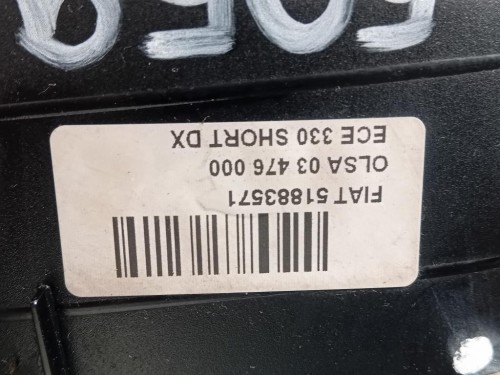 FIAT 51883571
OLSA 03 476 000
ECE 330 SHORT DX